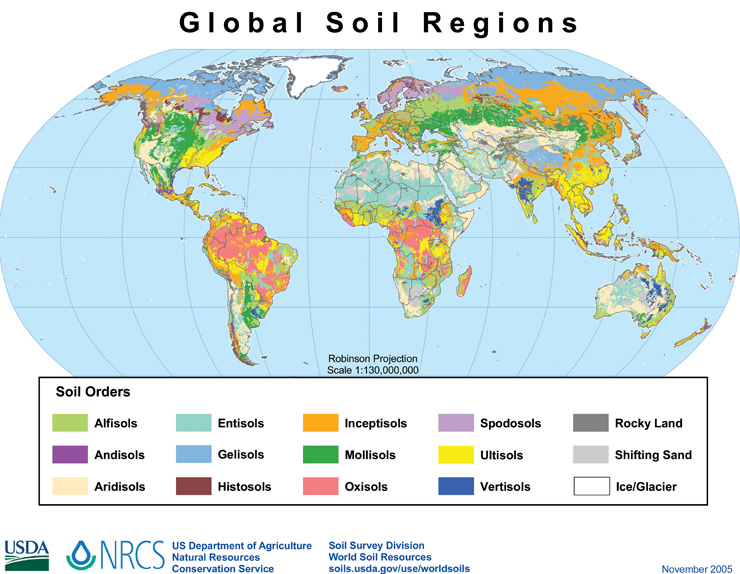 Global Soil Regions
Robinson Projection
Scale 1:130,000,000
Soil Orders
Alfisols
Entisols
Inceptisols
Spodosols
Rocky Land
Andisols
Gelisols
Mollisols
Ultisols
Shifting Sand
Aridisols
Histosols
Oxisols
Vertisols
Ice/Glacier
USDA
NRCS
US Department of Agriculture
Natural Resources
Conservation Service
Soil Survey Division
World Soil Resources
soils.usda.gov/use/worldsoils
November 2005